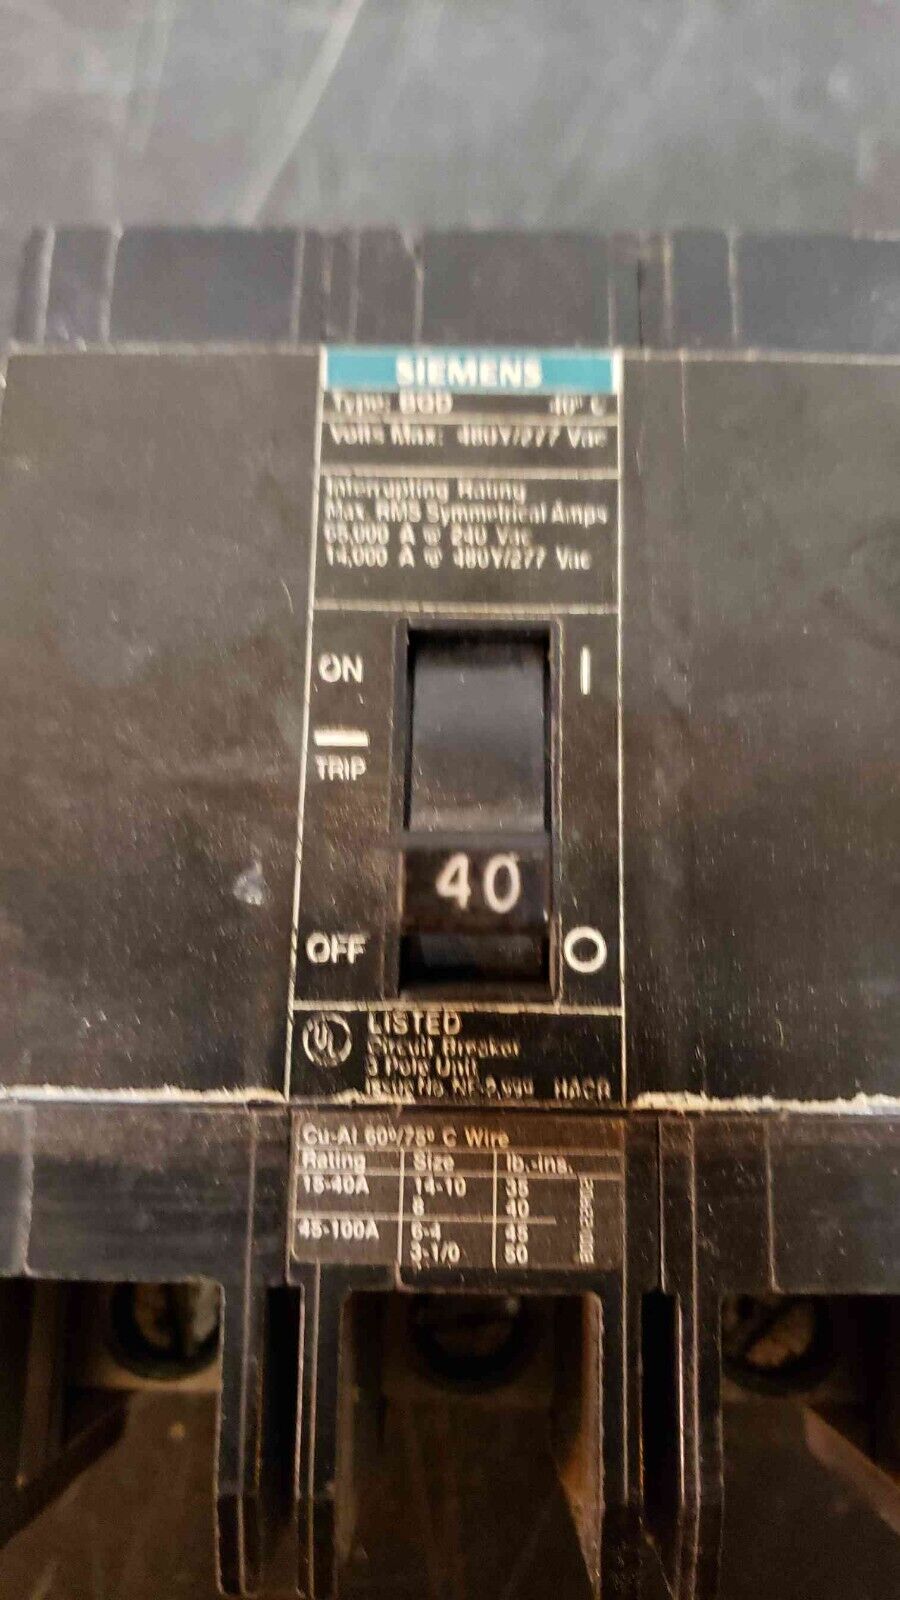 SIEMENS
Type: BQD 40° C
Volts Max: 480Y/277 Vac
Interrupting Rating
Max. RMS Symmetrical Amps
65,000 A @ 240 Vac
14,000 A @ 480Y/277 Vac
ON
TRIP
40
OFF
UL LISTED
Circuit Breaker
3 Pole Unit
Issue No. HACR
Cu-Al 60°/75° C Wire
Rating Size lb.-ins.
15-40A 14-10 35
8 40
45-100A 6-4 45
3-1/0 50